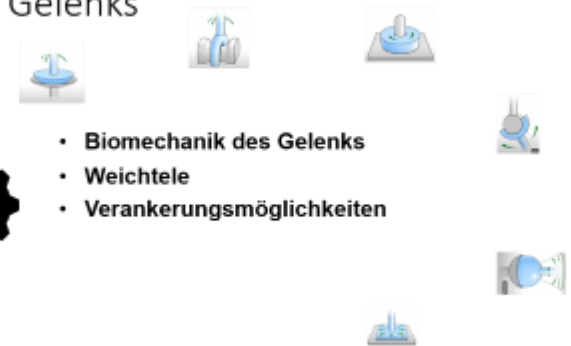 Gelenks
• Biomechanik des Gelenks
• Weichtele
• Verankerungsmöglichkeiten